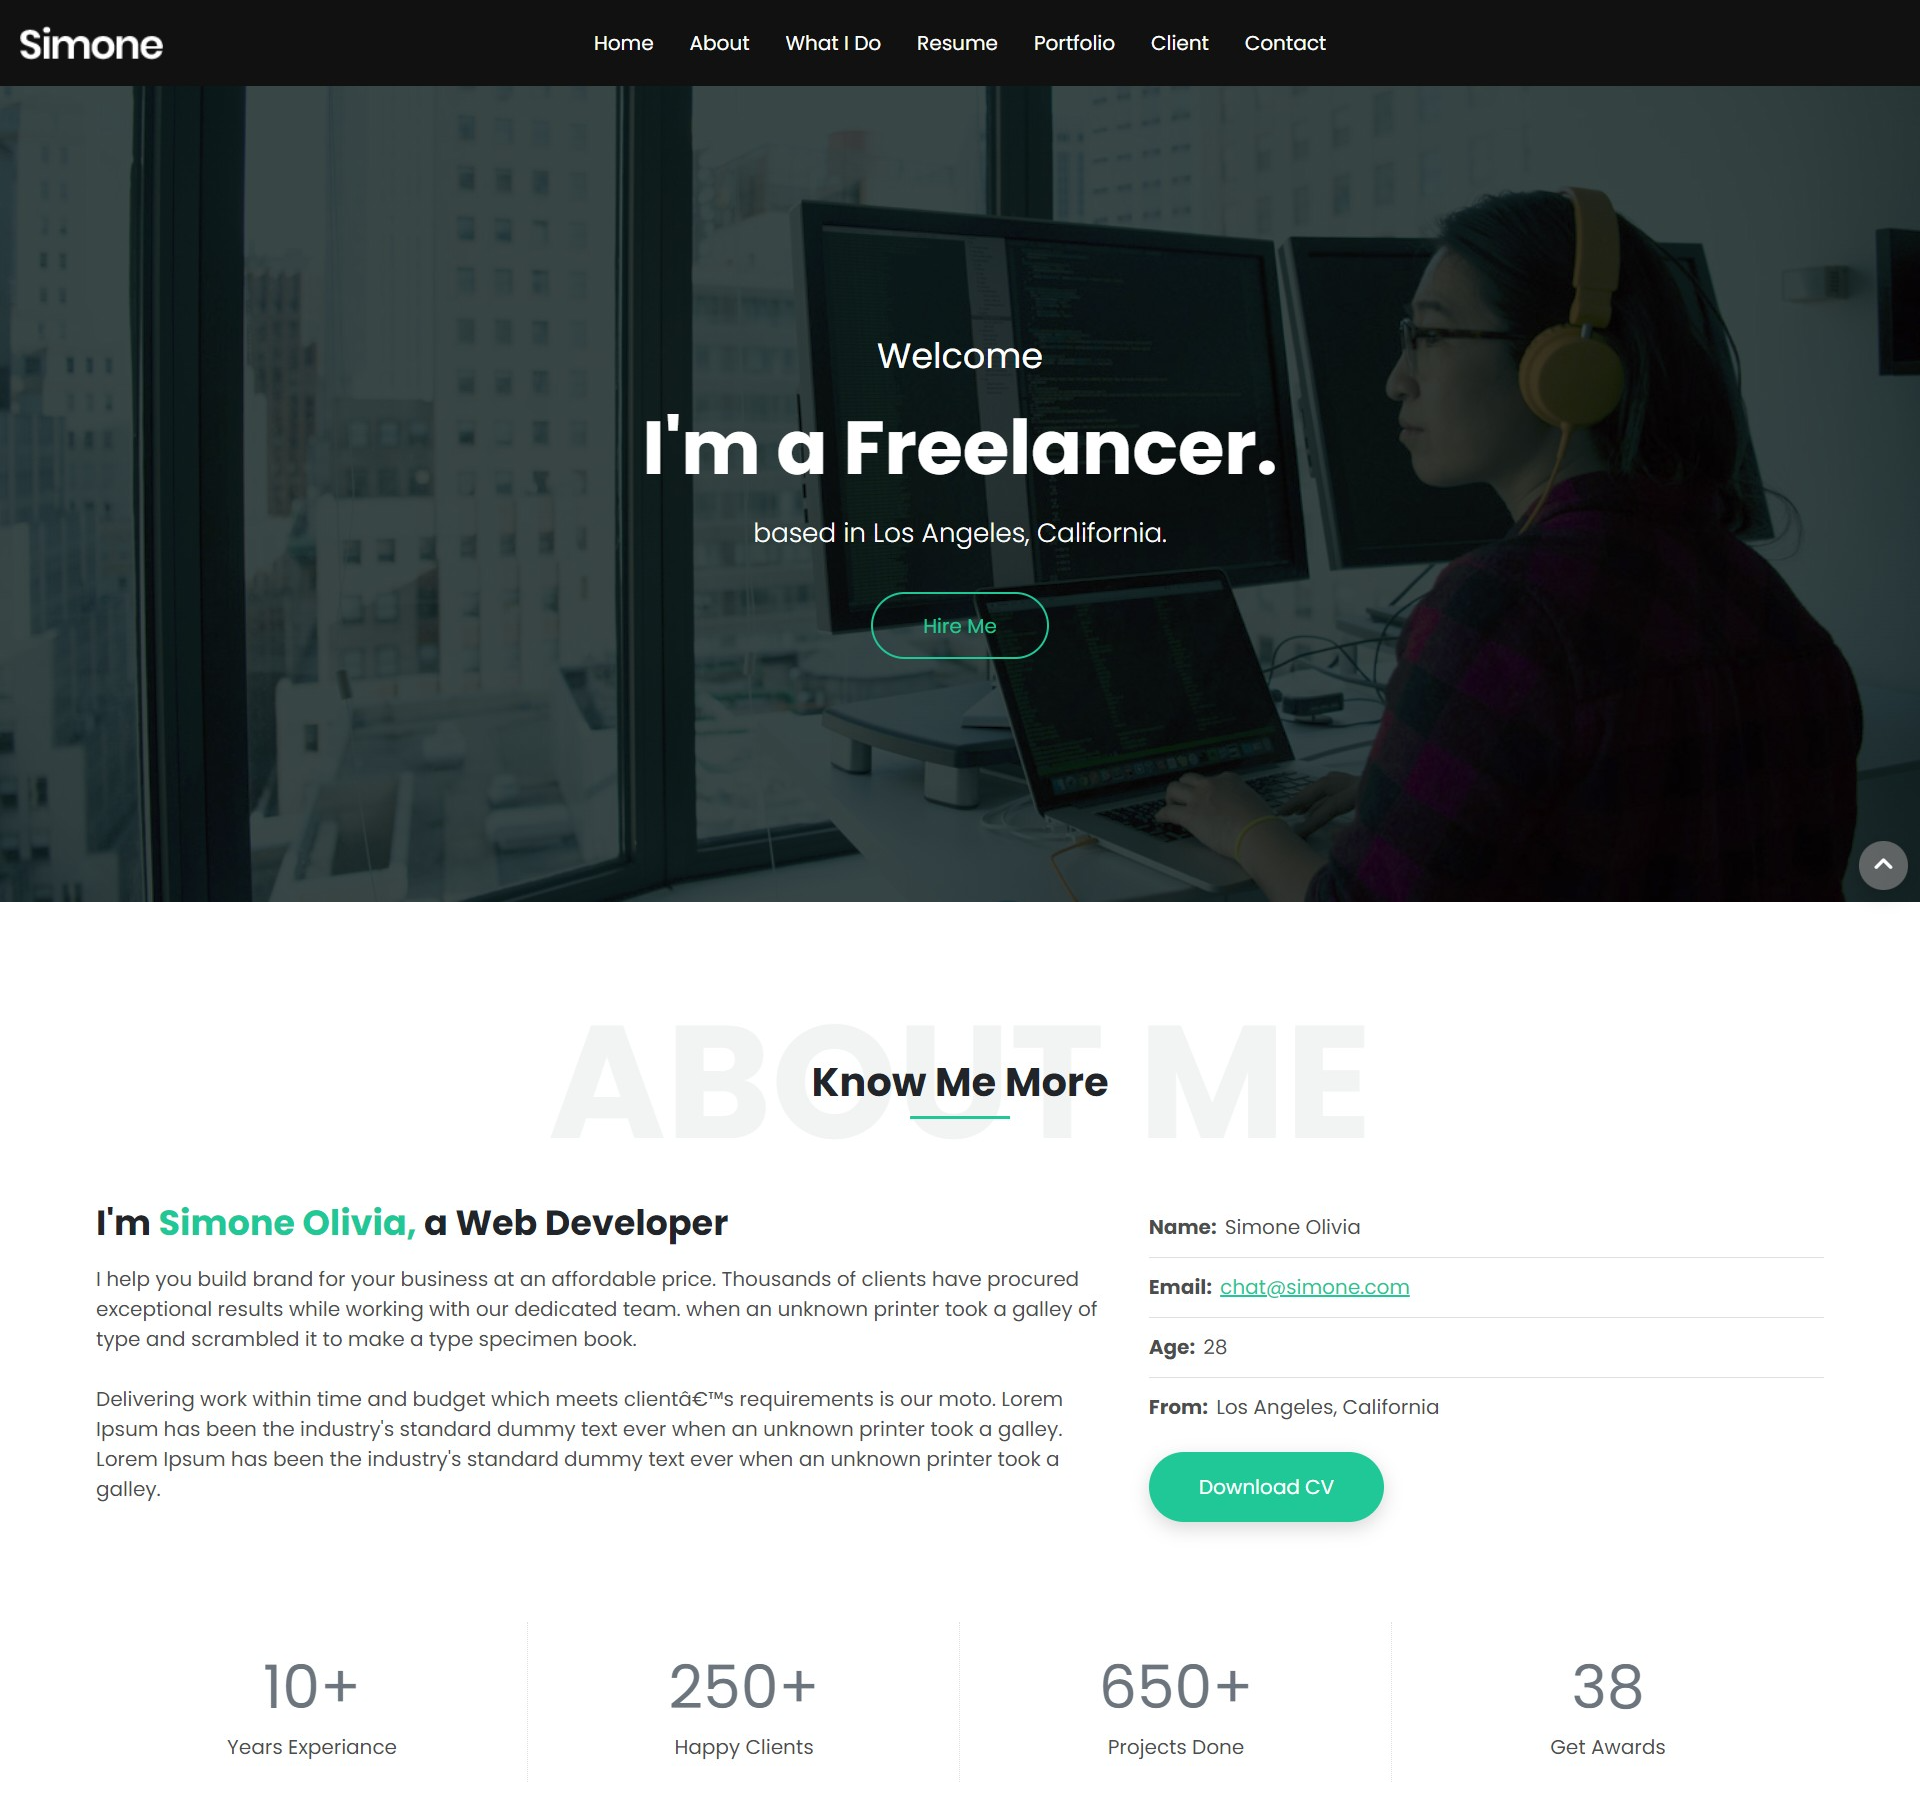 Simone
Home About What I Do Resume Portfolio Client Contact
Welcome
I'm a Freelancer.
based in Los Angeles, California.
Hire Me
ABOUT ME
Know Me More
I'm Simone Olivia, a Web Developer
I help you build brand for your business at an affordable price. Thousands of clients have procured
exceptional results while working with our dedicated team. when an unknown printer took a galley of
type and scrambled it to make a type specimen book.
Delivering work within time and budget which meets clientâ€™s requirements is our moto. Lorem
Ipsum has been the industry's standard dummy text ever when an unknown printer took a galley.
Lorem Ipsum has been the industry's standard dummy text ever when an unknown printer took a
galley.
Name: Simone Olivia
Email: chat@simone.com
Age: 28
From: Los Angeles, California
Download CV
10+
Years Experiance
250+
Happy Clients
650+
Projects Done
38
Get Awards